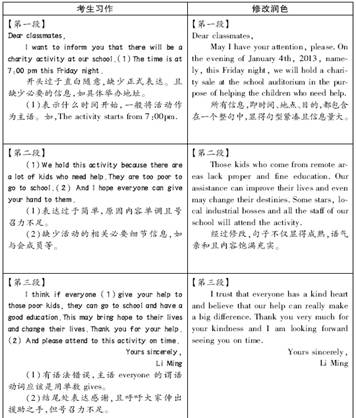 考生习作
修改润色
【第一段】
Dear classmates,
I want to inform you that there will be a
charity activity at our school.(1)The time is at
7:00 pm this Friday night.
开头过于直白随意,缺少正式表达。且
缺少必要的信息,如具体举办地址。
(1)表示什么时间开始,一般将活动作
为主语。如,The activity starts from 7:00pm.
【第一段】
Dear classmates,
May I have your attention, please. On
the evening of January 4th, 2013, name-
ly, this Friday night, we will hold a chari-
ty sale at the school auditorium in the pur-
pose of helping the children who need help.
所有信息,即时间、地点、目的,都包含
在一个整句中,显得句型紧凑且信息量大。
【第二段】
(1)We hold this activity because there are
a lot of kids who need help.They are too poor to
go to school.(2) And I hope everyone can give
your hand to them.
(1)表达过于简单,原因内容单调且号
召力不足。
(2)缺少活动的相关必要细节信息,如
与会成员等。
【第二段】
Those kids who come from remote ar-
eas lack proper and fine education. Our
assistance can improve their lives and even
may change their destinies. Some stars, lo-
cal industrial bosses and all the staff of our
school will attend the activity.
经过修改,句子不仅显得成熟,语气
亲和且内容饱满充实。
【第三段】
I think if everyone (1) give your help to
those poor kids, they can go to school and have a
good education.This may bring hope to their lives
and change their lives.Thank you for your help.
(2) And please attend to this activity on time.
Yours sincerely,
Li Ming
(1)有语法错误,主语 everyone 的谓语
动词应该是用单数 gives。
(2)结尾处表达感谢,且呼吁大家伸出
援助之手,但号召力不足。
【第三段】
I trust that everyone has a kind heart
and believe that our help can really make
a big difference. Thank you very much for
your kindness and I am looking forward
seeing you on time.
Yours sincerely,
Li Ming